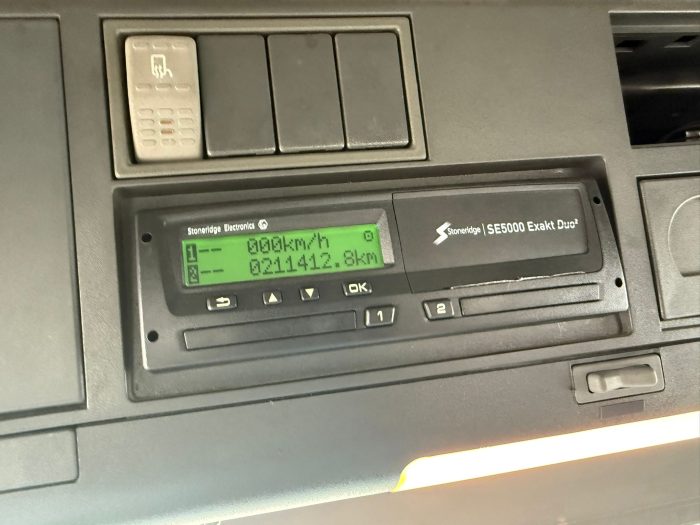 Stoneridge Electronics
1-- 000km/h
2-- 0211412.8km
Stoneridge | SE5000 Exakt Duo²
OK
1
2